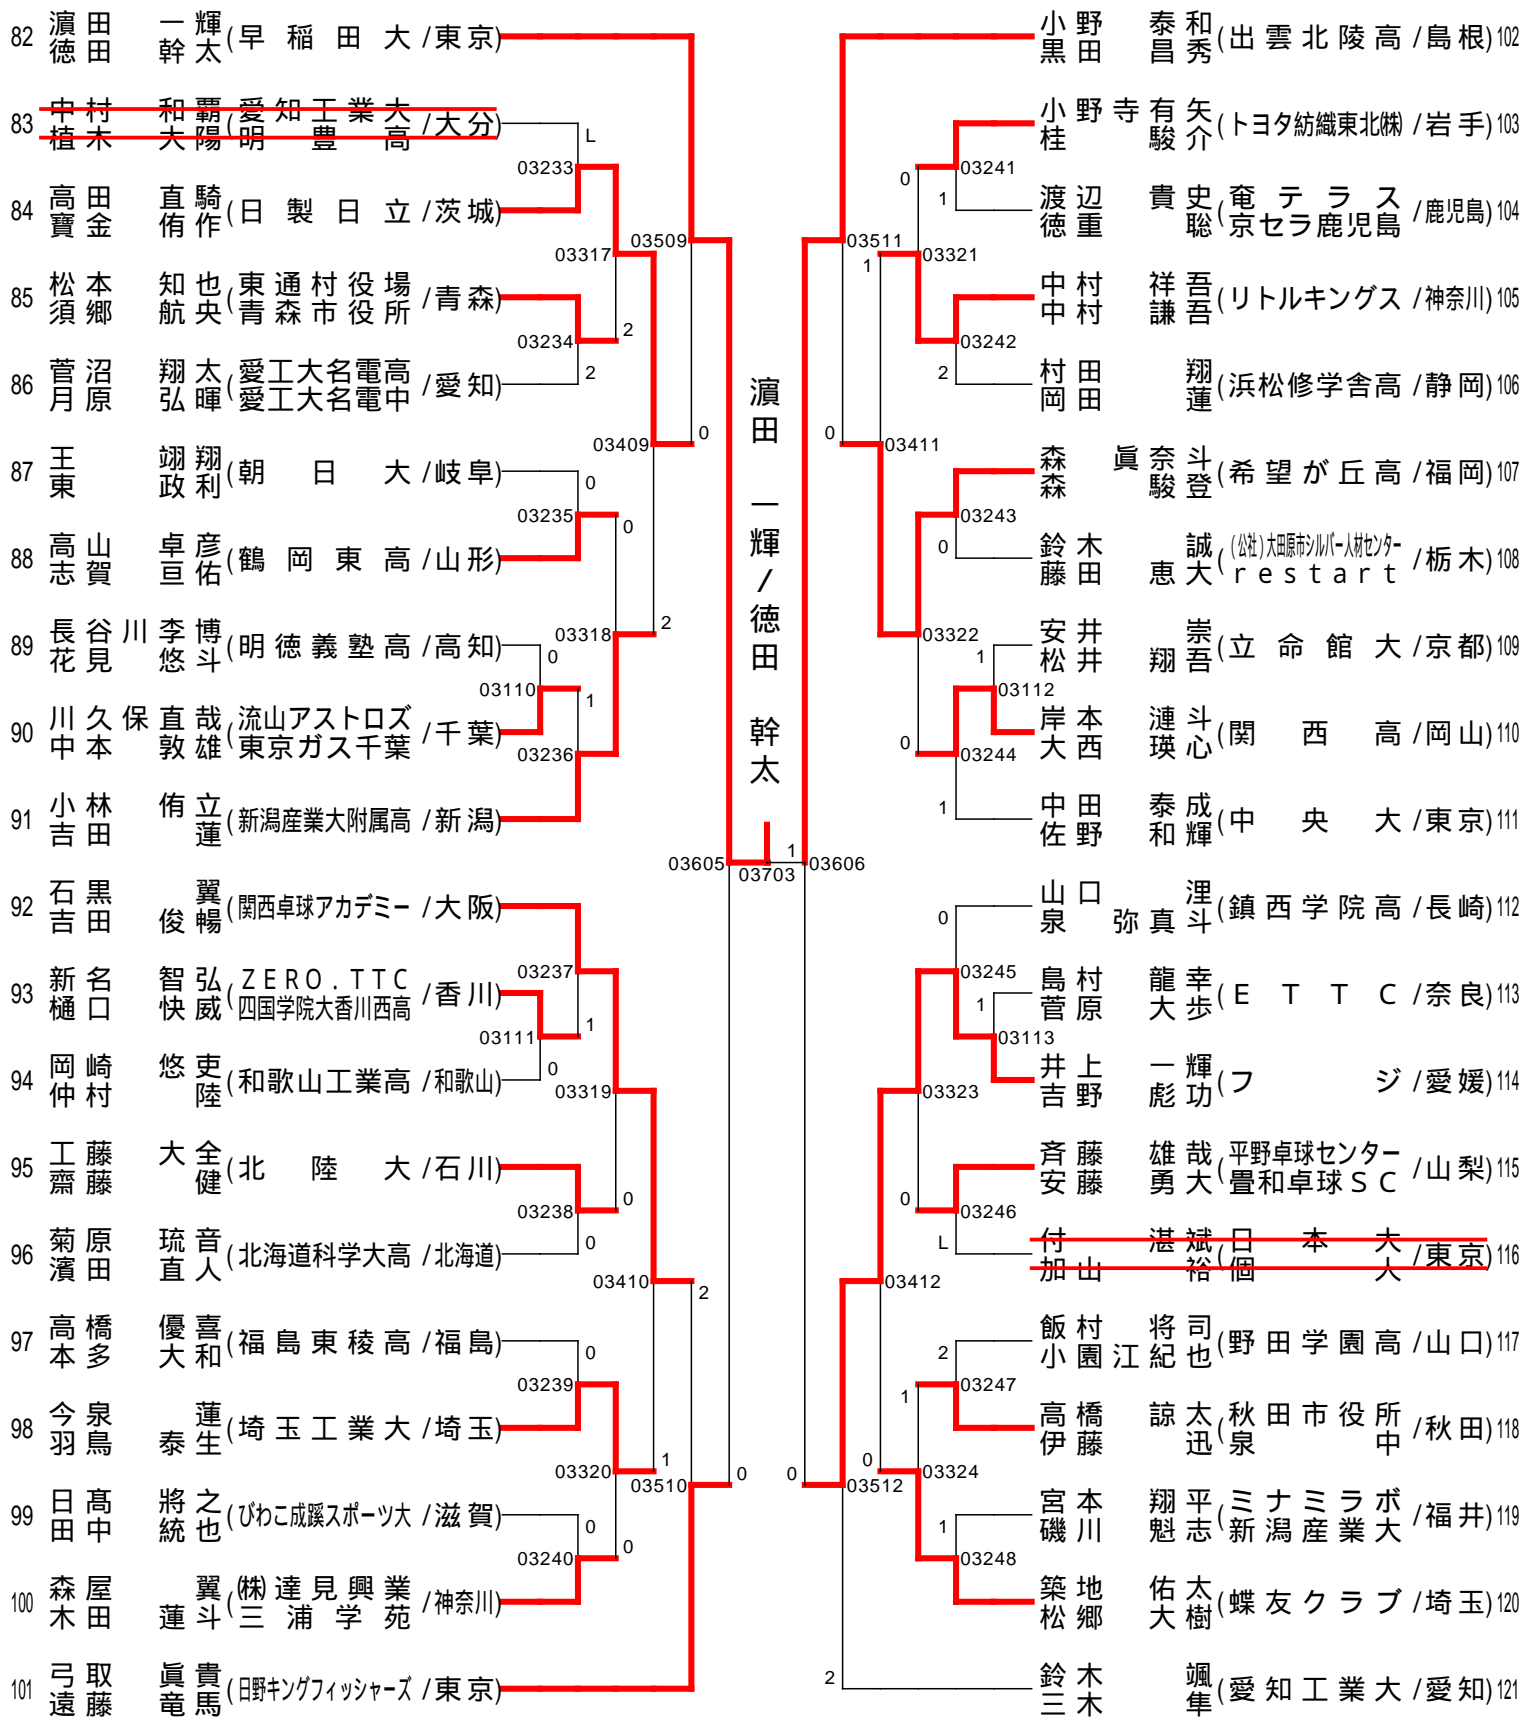 82 濵田 一輝 (早稲田大 /東京)
徳田 幹太
83 中村 和覇 (愛知工業大 /大分)
植木 大陽 明豊高
84 高田 直騎 (日製日立 /茨城)
寶金 侑作
85 松本 知也 (東通村役場 /青森)
須郷 航央 青森市役所
86 菅沼 翔太 (愛工大名電高 /愛知)
月原 弘暉 愛工大名電中
87 王 翊翔 (朝日大 /岐阜)
東 政利
88 高山 卓彦 (鶴岡東高 /山形)
志賀 亘佑
89 長谷川李博 (明徳義塾高 /高知)
花見 悠斗
90 川久保直哉 (流山アストロズ /千葉)
中本 敦雄 東京ガス千葉
91 小林 侑立 (新潟産業大附属高 /新潟)
吉田 蓮
92 石黒 翼 (関西卓球アカデミー /大阪)
吉田 俊暢
93 新名 智弘 (ZERO.TTC /香川)
樋口 快威 四国学院大香川西高
94 岡崎 悠吏 (和歌山工業高 /和歌山)
仲村 陸
95 工藤 大全 (北陸大 /石川)
齋藤 健
96 菊原 琉音 (北海道科学大高 /北海道)
濱田 直人
97 高橋 優喜 (福島東稜高 /福島)
本多 大和
98 今泉 蓮 (埼玉工業大 /埼玉)
羽鳥 泰生
99 日髙 將之 (びわこ成蹊スポーツ大 /滋賀)
田中 統也
100 森屋 翼 (㈱達見興業 /神奈川)
木田 蓮斗 三浦学苑
101 弓取 眞貴 (日野キングフィッシャーズ /東京)
遠藤 竜馬
L
03233
03317
03509
03234
2
2
03409
0
0
03235
0
03318
2
0
03110
1
03236
03237
1
03111
0
03319
03238
0
0
03410
2
0
03239
03320
1
03510
0
0
03240
0
濵田 一輝/徳田 幹太
03605
03703
1
03606
小野 泰和 (出雲北陵高 /島根) 102
黒田 昌秀
小野寺有矢 (トヨタ紡織東北㈱ /岩手) 103
桂 駿介
渡辺 貴史 (奄テラス /鹿児島) 104
徳重 聡 京セラ鹿児島
中村 祥吾 (リトルキングス /神奈川) 105
中村 謙吾
村田 翔 (浜松修学舎高 /静岡) 106
岡田 蓮
森 眞奈斗 (希望が丘高 /福岡) 107
森 駿登
鈴木 誠 ((公社)大田原市シルバー人材センター /栃木) 108
藤田 恵大 restart
安井 崇 (立命館大 /京都) 109
松井 翔吾
岸本 漣斗 (関西高 /岡山) 110
大西 瑛心
中田 泰成 (中央大 /東京) 111
佐野 和輝
山口 浬 (鎮西学院高 /長崎) 112
泉 弥真斗
島村 龍幸 (ETTC /奈良) 113
菅原 大歩
井上 一輝 (フジ /愛媛) 114
吉野 彪功
斉藤 雄哉 (平野卓球センター /山梨) 115
安藤 勇大 畳和卓球SC
付 湛斌 (日本大 /東京) 116
加山 裕 個人
飯村 将司 (野田学園高 /山口) 117
小園江紀也
高橋 諒太 (秋田市役所 /秋田) 118
伊藤 迅 泉中
宮本 翔平 (ミナミラボ /福井) 119
磯川 魁志 新潟産業大
築地 佑太 (蝶友クラブ /埼玉) 120
松郷 大樹
鈴木 颯 (愛知工業大 /愛知) 121
三木 隼
0
03241
1
03511
1
03321
03242
2
0
03411
03243
0
03322
1
03112
0
03244
1
0
03245
1
03113
03323
0
03246
L
03412
2
03247
1
0
03324
0
03512
1
03248
2